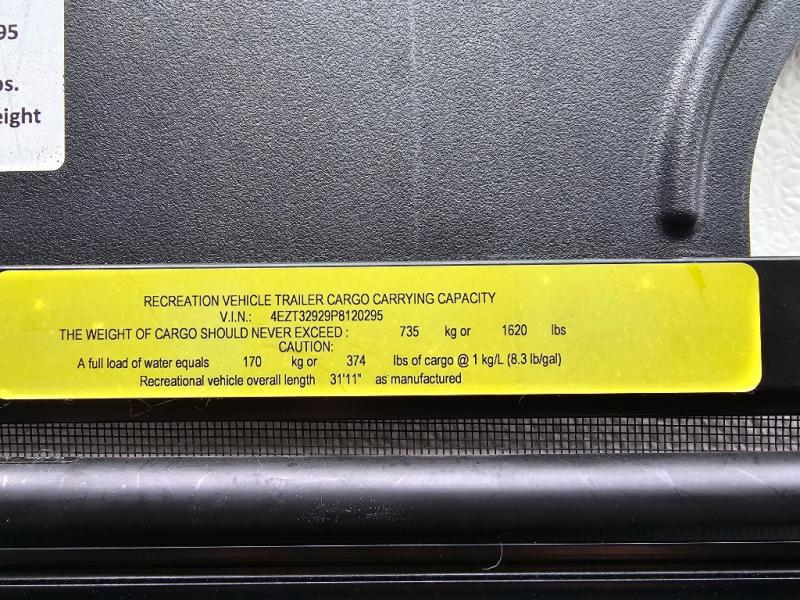 95
bs.
eight
RECREATION VEHICLE TRAILER CARGO CARRYING CAPACITY
V.I.N.: 4EZT32929P8120295
THE WEIGHT OF CARGO SHOULD NEVER EXCEED : 735 kg or 1620 lbs
CAUTION:
A full load of water equals 170 kg or 374 lbs of cargo @ 1 kg/L (8.3 lb/gal)
Recreational vehicle overall length 31'11" as manufactured